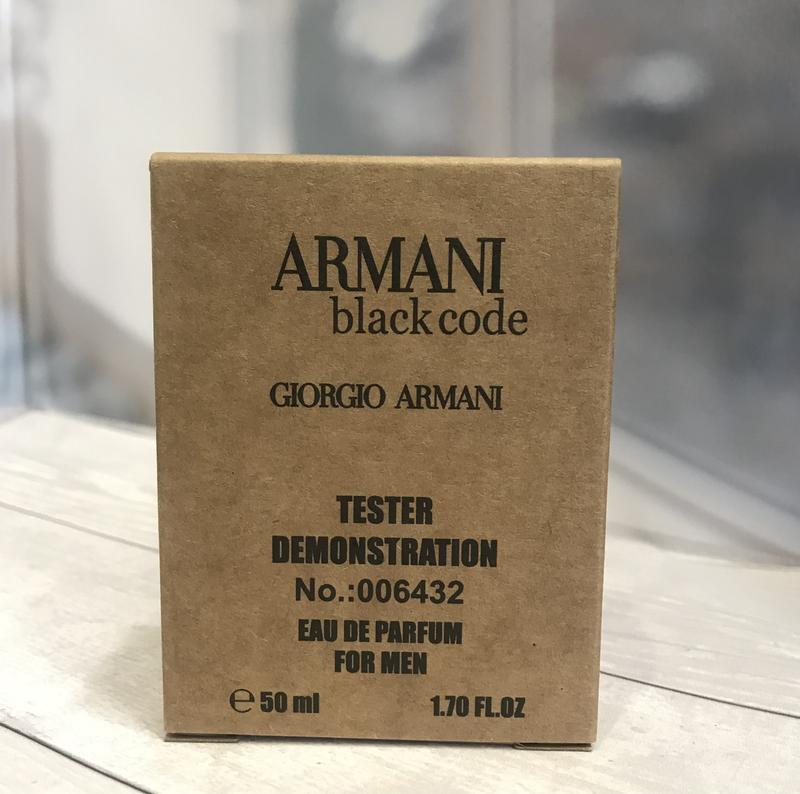 ARMANI
black code
GIORGIO ARMANI
TESTER
DEMONSTRATION
No.:006432
EAU DE PARFUM
FOR MEN
℮ 50 ml 1.70 FL.OZ